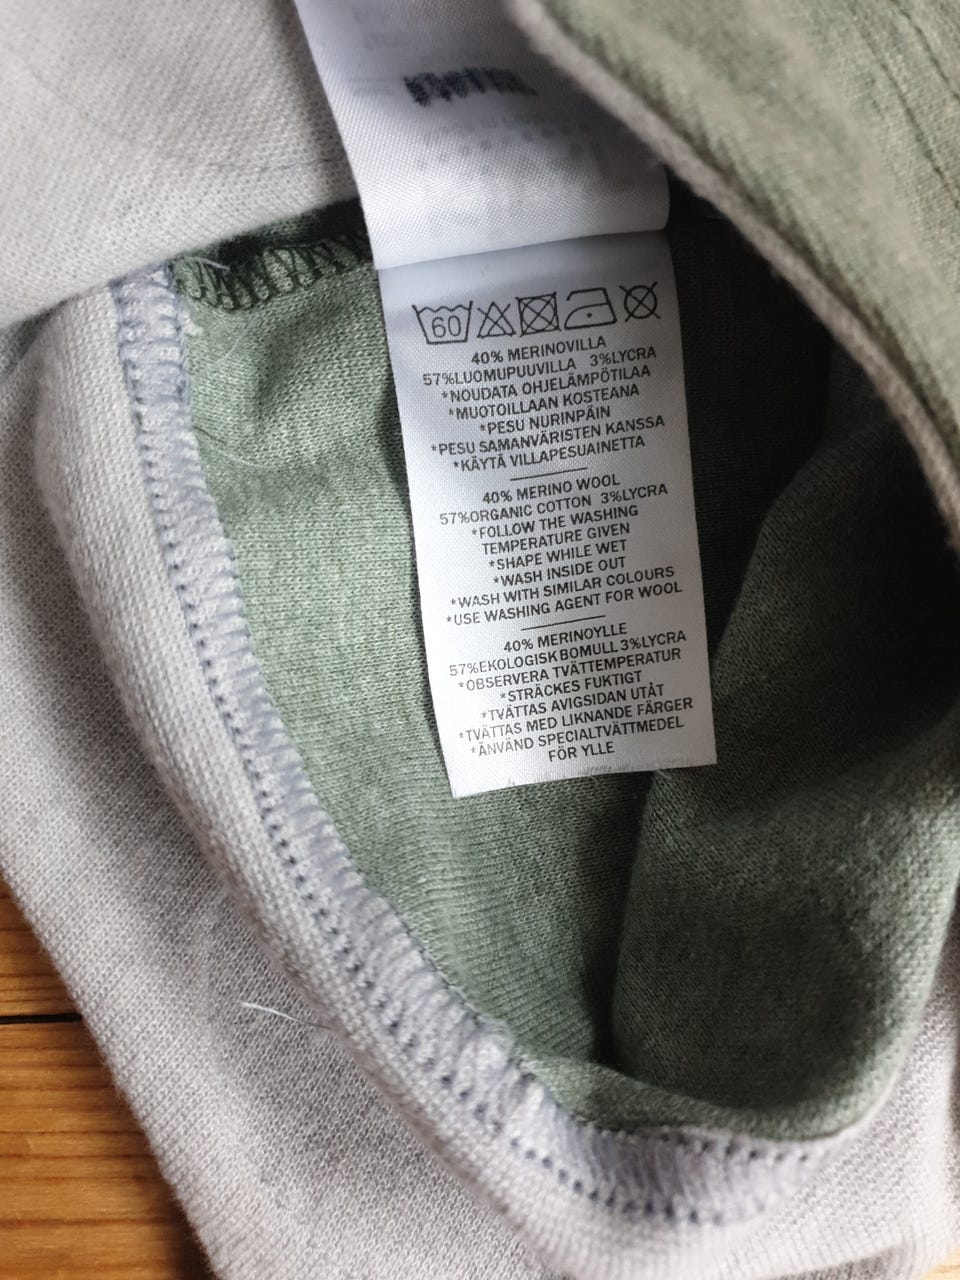 60
40% MERINOVILLA
57%LUOMUPUUVILLA 3%LYCRA
*NOUDATA OHJELÄMPÖTILAA
*MUOTOILLAAN KOSTEANA
*PESU NURINPÄIN
*PESU SAMANVÄRISTEN KANSSA
*KÄYTÄ VILLAPESUAINETTA
40% MERINO WOOL
57%ORGANIC COTTON 3%LYCRA
*FOLLOW THE WASHING
TEMPERATURE GIVEN
*SHAPE WHILE WET
*WASH INSIDE OUT
*WASH WITH SIMILAR COLOURS
*USE WASHING AGENT FOR WOOL
40% MERINOYLLE
57%EKOLOGISK BOMULL 3%LYCRA
*OBSERVERA TVÄTTEMPERATUR
*STRÄCKES FUKTIGT
*TVÄTTAS AVIGSIDAN UTÅT
*TVÄTTAS MED LIKNANDE FÄRGER
*ÄNVÄND SPECIALTVÄTTMEDEL
FÖR YLLE